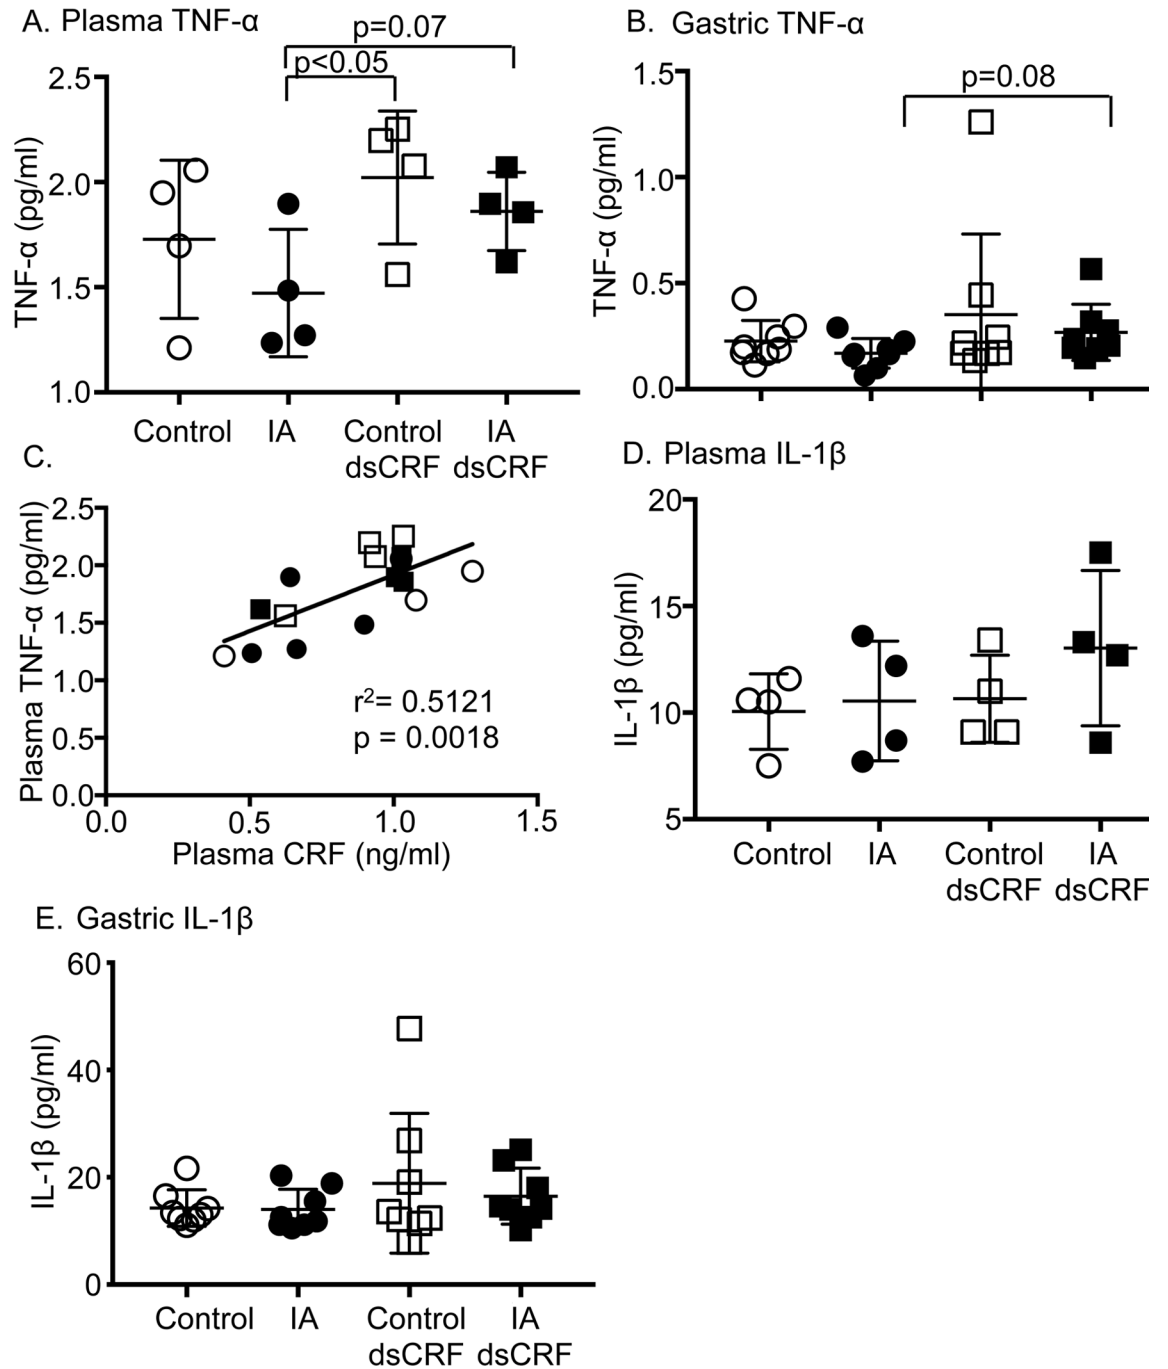 A. Plasma TNF-α
p=0.07
p<0.05
2.5
2.0
1.5
1.0
TNF-α (pg/ml)
Control
IA
Control
dsCRF
IA
dsCRF
B. Gastric TNF-α
p=0.08
1.5
1.0
0.5
0.0
TNF-α (pg/ml)
C.
2.5
2.0
1.5
1.0
0.5
0.0
Plasma TNF-α (pg/ml)
r²= 0.5121
p = 0.0018
0.0
0.5
1.0
1.5
Plasma CRF (ng/ml)
D. Plasma IL-1β
20
15
10
5
IL-1β (pg/ml)
Control
IA
Control
dsCRF
IA
dsCRF
E. Gastric IL-1β
60
40
20
0
IL-1β (pg/ml)
Control
IA
Control
dsCRF
IA
dsCRF